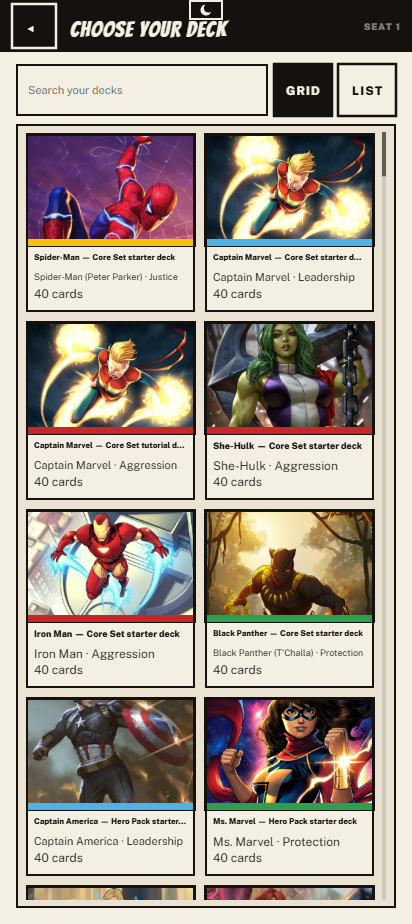 CHOOSE YOUR DECK
SEAT 1
Search your decks
GRID
LIST
Spider-Man — Core Set starter deck
Spider-Man (Peter Parker) · Justice
40 cards
Captain Marvel — Core Set starter d...
Captain Marvel · Leadership
40 cards
Captain Marvel — Core Set tutorial d...
Captain Marvel · Aggression
40 cards
She-Hulk — Core Set starter deck
She-Hulk · Aggression
40 cards
Iron Man — Core Set starter deck
Iron Man · Aggression
40 cards
Black Panther — Core Set starter deck
Black Panther (T'Challa) · Protection
40 cards
Captain America — Hero Pack starter...
Captain America · Leadership
40 cards
Ms. Marvel — Hero Pack starter deck
Ms. Marvel · Protection
40 cards